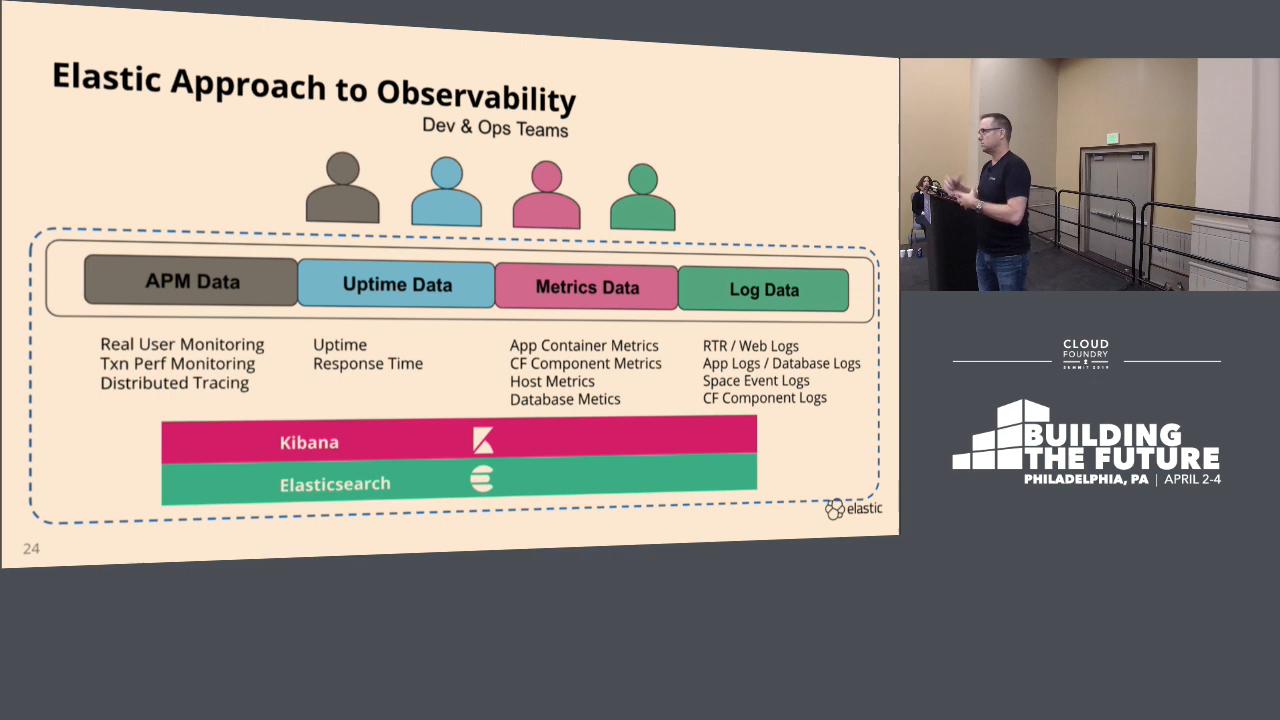 Elastic Approach to Observability
Dev & Ops Teams
APM Data
Uptime Data
Metrics Data
Log Data
Real User Monitoring
Txn Perf Monitoring
Distributed Tracing
Uptime
Response Time
App Container Metrics
CF Component Metrics
Host Metrics
Database Metics
RTR / Web Logs
App Logs / Database Logs
Space Event Logs
CF Component Logs
Kibana
Elasticsearch
elastic
24
CLOUD
FOUNDRY
SUMMIT 2019
BUILDING
THE FUTURE
PHILADELPHIA, PA | APRIL 2-4